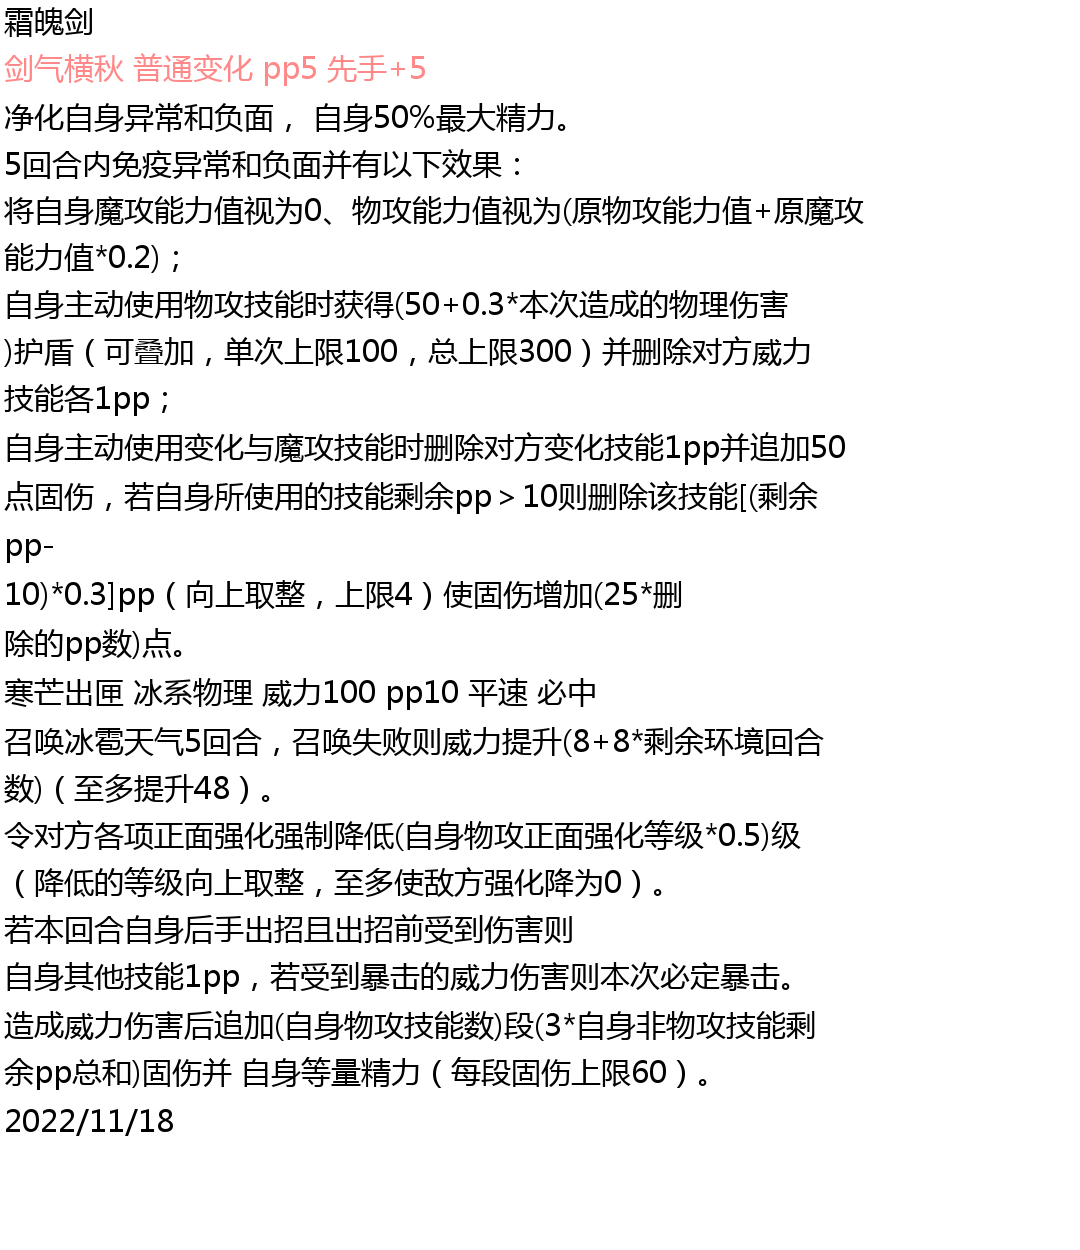 霜魄剑
剑气横秋 普通变化 pp5 先手+5
净化自身异常和负面， 自身50%最大精力。
5回合内免疫异常和负面并有以下效果：
将自身魔攻能力值视为0、物攻能力值视为(原物攻能力值+原魔攻
能力值*0.2)；
自身主动使用物攻技能时获得(50+0.3*本次造成的物理伤害
)护盾（可叠加，单次上限100，总上限300）并删除对方威力
技能各1pp；
自身主动使用变化与魔攻技能时删除对方变化技能1pp并追加50
点固伤，若自身所使用的技能剩余pp＞10则删除该技能[(剩余
pp-
10)*0.3]pp（向上取整，上限4）使固伤增加(25*删
除的pp数)点。
寒芒出匣 冰系物理 威力100 pp10 平速 必中
召唤冰雹天气5回合，召唤失败则威力提升(8+8*剩余环境回合
数)（至多提升48）。
令对方各项正面强化强制降低(自身物攻正面强化等级*0.5)级
（降低的等级向上取整，至多使敌方强化降为0）。
若本回合自身后手出招且出招前受到伤害则
自身其他技能1pp，若受到暴击的威力伤害则本次必定暴击。
造成威力伤害后追加(自身物攻技能数)段(3*自身非物攻技能剩
余pp总和)固伤并 自身等量精力（每段固伤上限60）。
2022/11/18